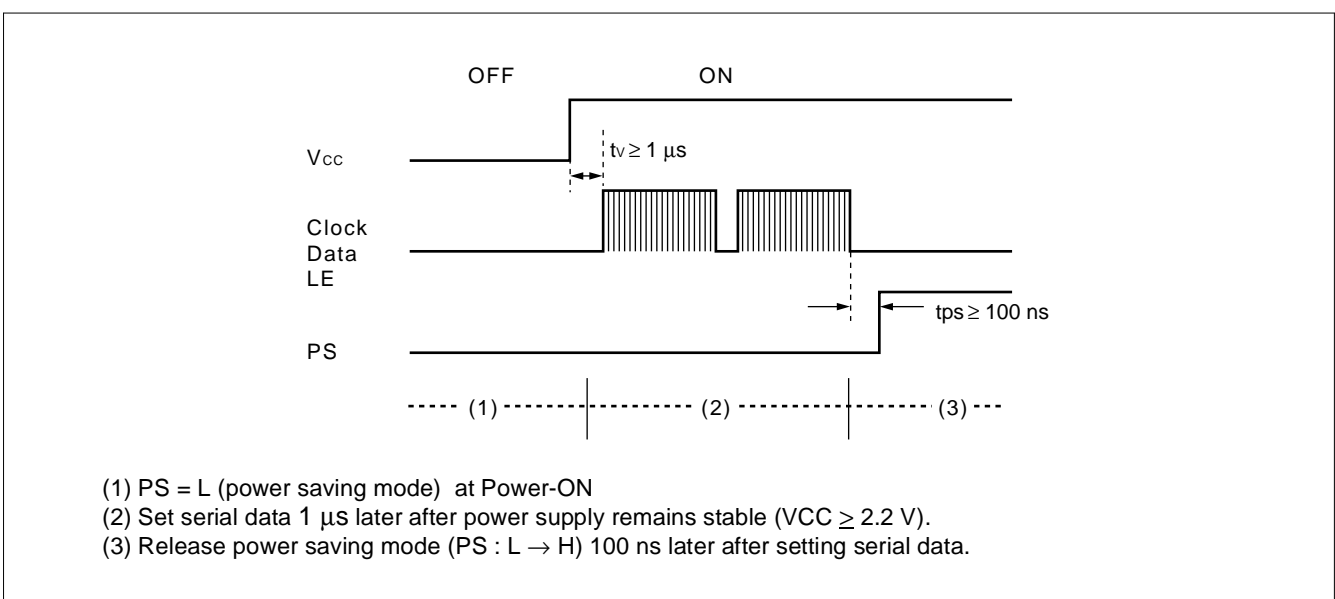 OFF ON
Vcc
tv ≥ 1 μs
Clock
Data
LE
tps ≥ 100 ns
PS
(1) (2) (3)
(1) PS = L (power saving mode) at Power-ON
(2) Set serial data 1 μs later after power supply remains stable (VCC ≥ 2.2 V).
(3) Release power saving mode (PS : L → H) 100 ns later after setting serial data.